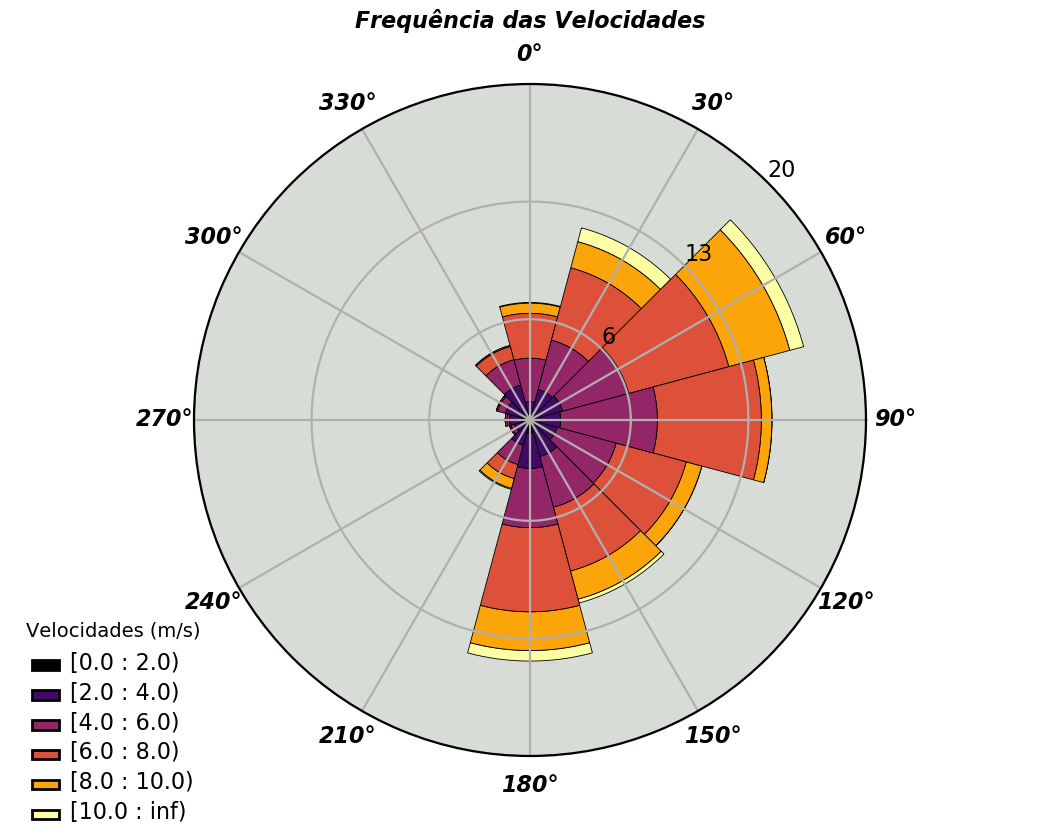 Frequência das Velocidades
0°
330°
30°
20
300°
60°
13
6
270°
90°
240°
120°
210°
150°
180°
Velocidades (m/s)
[0.0 : 2.0)
[2.0 : 4.0)
[4.0 : 6.0)
[6.0 : 8.0)
[8.0 : 10.0)
[10.0 : inf)